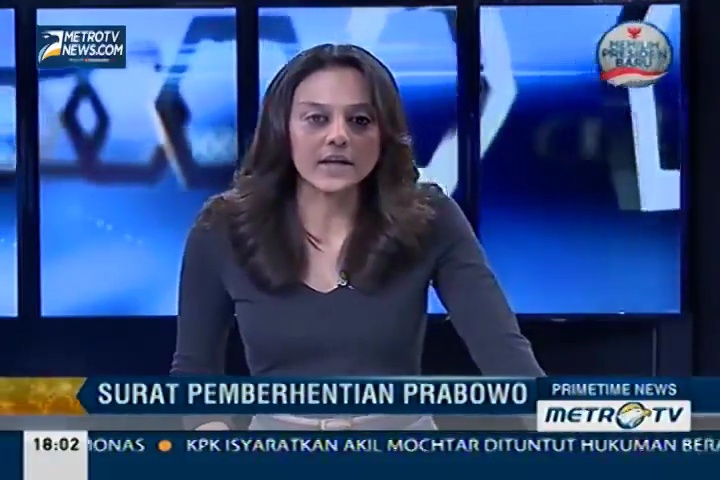 METROTV
NEWS.COM
MEMILIH
PRESIDEN
BARU
SURAT PEMBERHENTIAN PRABOWO
PRIMETIME NEWS
METRO TV
18:02
MONAS • KPK ISYARATKAN AKIL MOCHTAR DITUNTUT HUKUMAN BERA